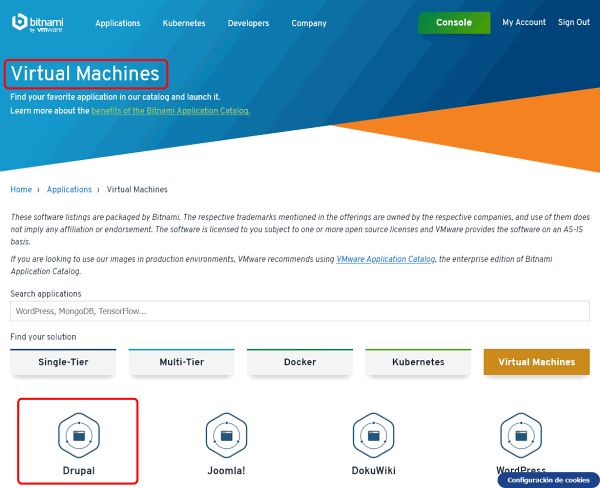 bitnami
by vmware
Applications
Kubernetes
Developers
Company
Console
My Account
Sign Out
Virtual Machines
Find your favorite application in our catalog and launch it.
Learn more about the benefits of the Bitnami Application Catalog.
Home › Applications › Virtual Machines
These software listings are packaged by Bitnami. The respective trademarks mentioned in the offerings are owned by the respective companies, and use of them does
not imply any affiliation or endorsement. The software is licensed to you subject to one or more open source licenses and VMware provides the software on an AS-IS
basis.
If you are looking to use our images in production environments, VMware recommends using VMware Application Catalog, the enterprise edition of Bitnami
Application Catalog.
Search applications
WordPress, MongoDB, TensorFlow...
Find your solution
Single-Tier
Multi-Tier
Docker
Kubernetes
Virtual Machines
Drupal
Joomla!
DokuWiki
WordPress
Configuración de cookies